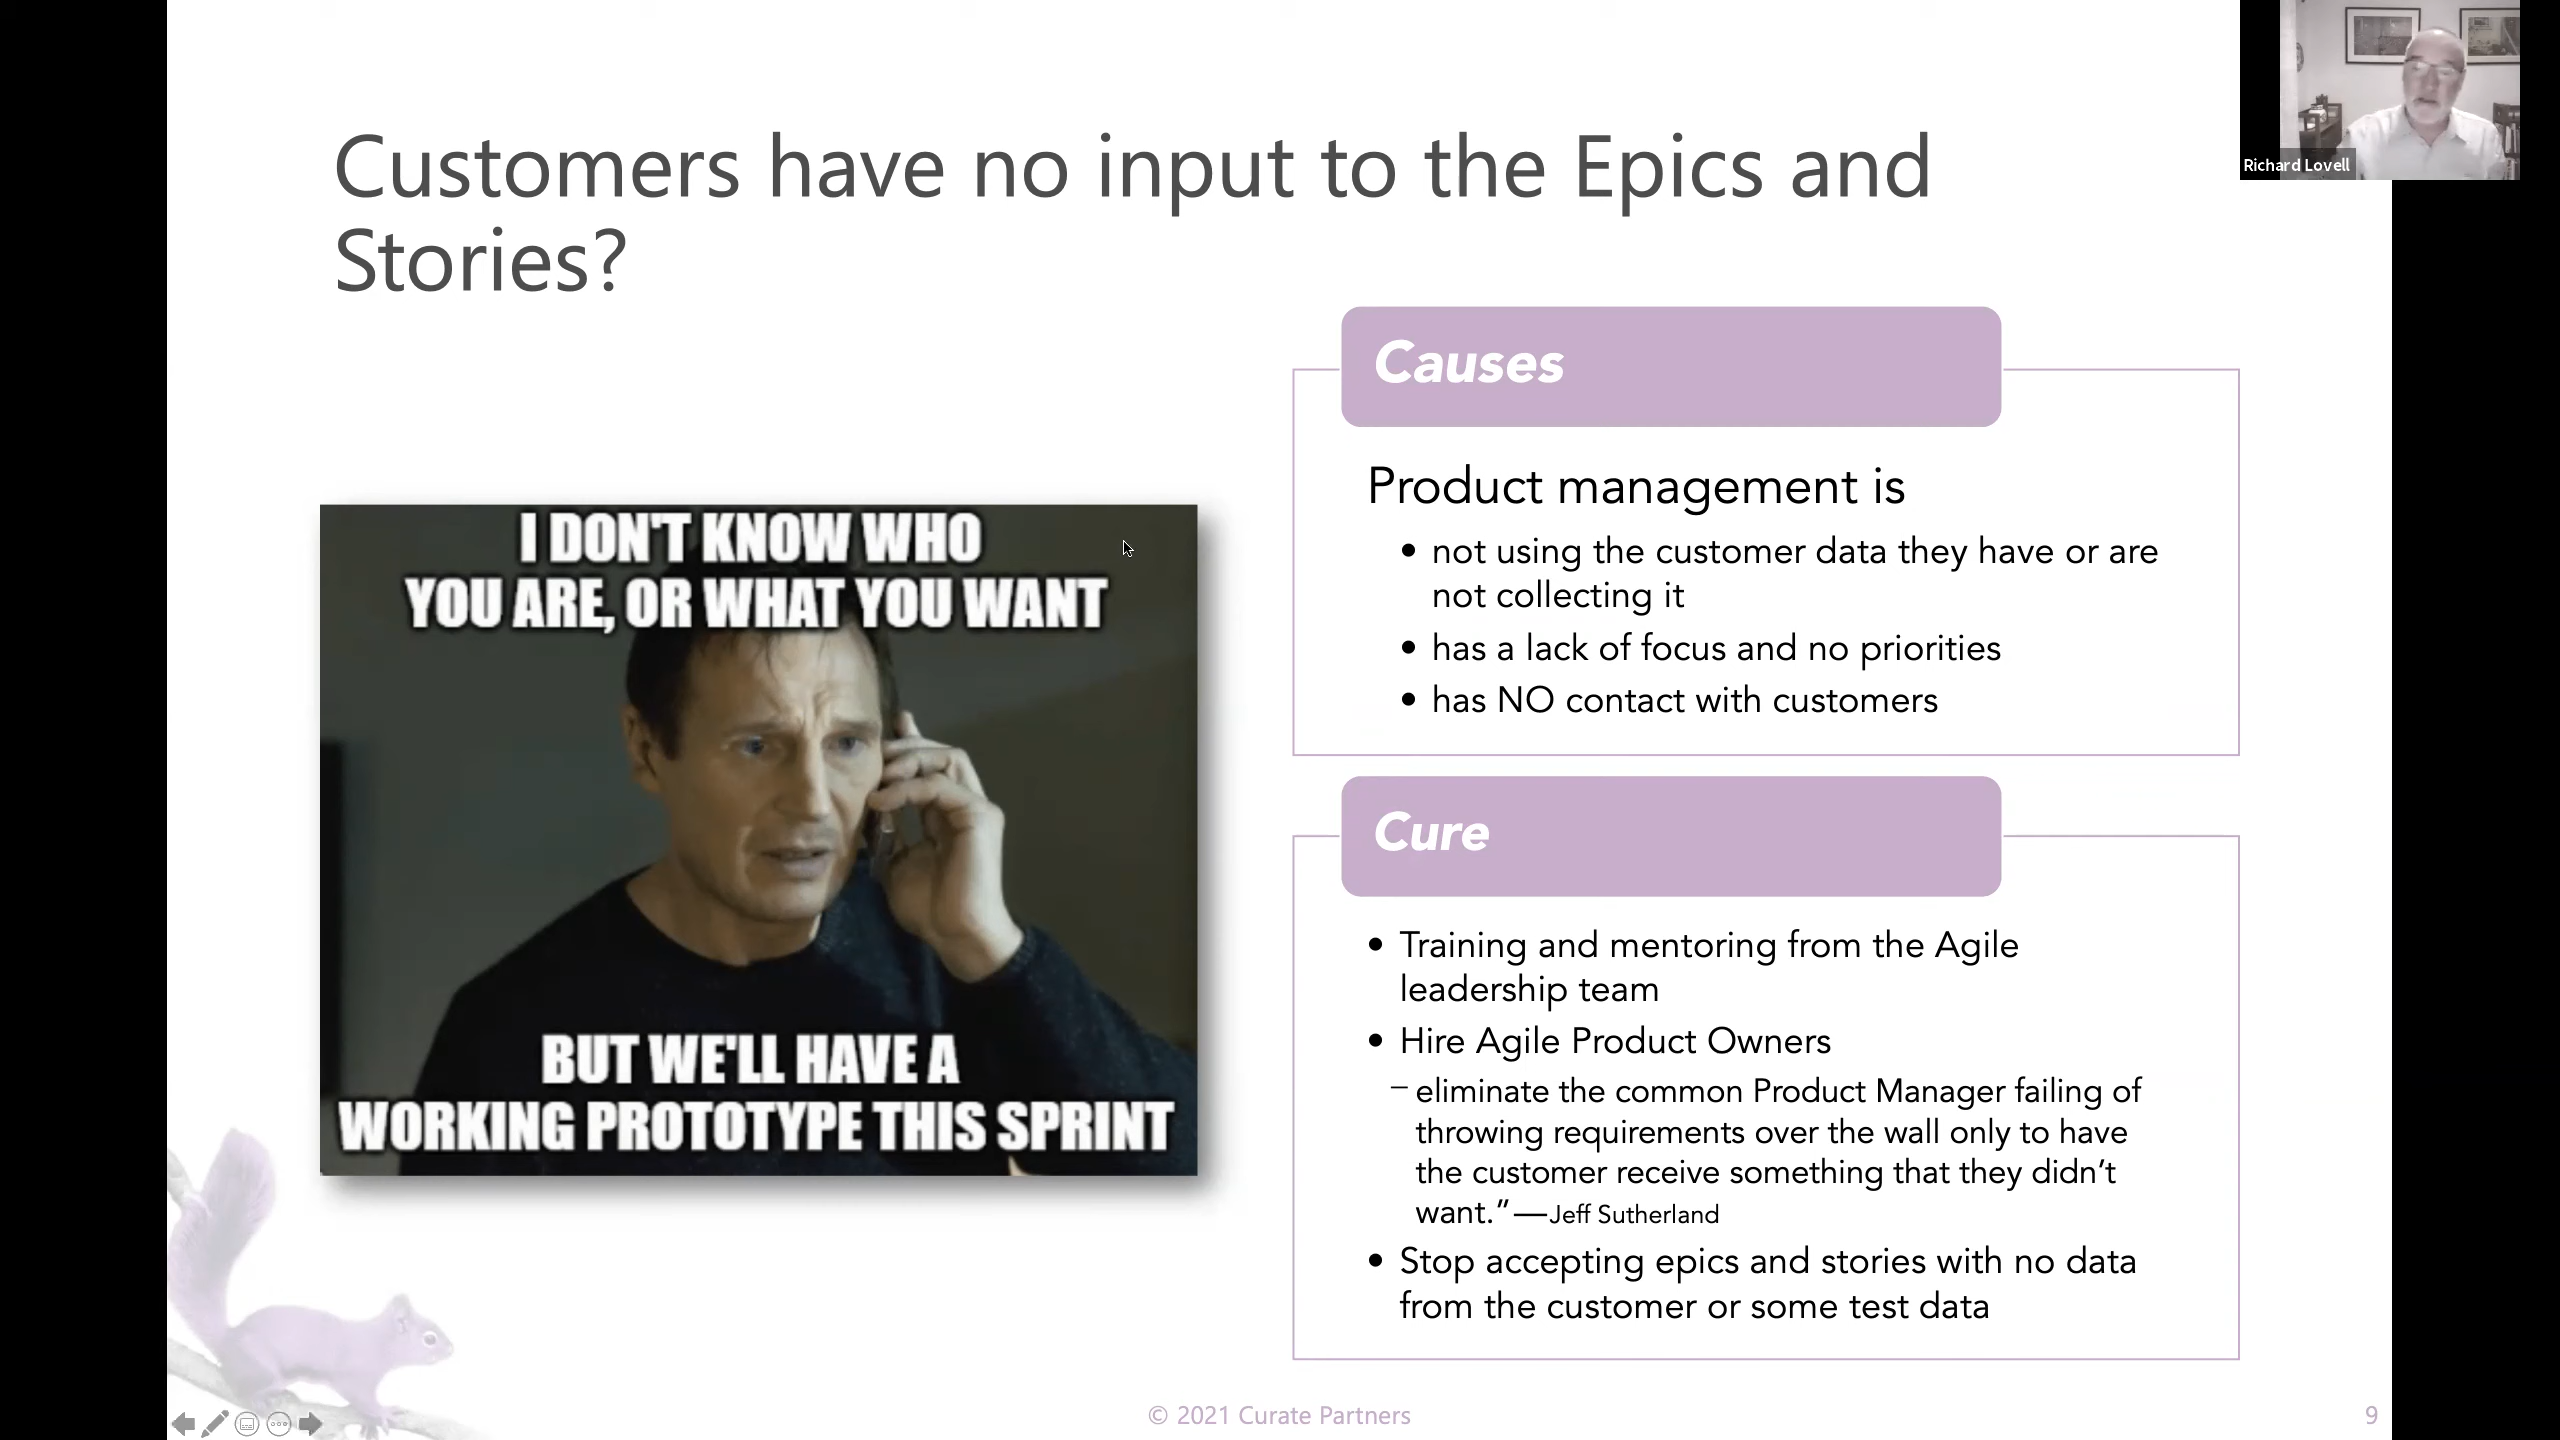 Richard Lovell
Customers have no input to the Epics and
Stories?
I DON'T KNOW WHO
YOU ARE, OR WHAT YOU WANT
BUT WE'LL HAVE A
WORKING PROTOTYPE THIS SPRINT
Causes
Product management is
• not using the customer data they have or are
not collecting it
• has a lack of focus and no priorities
• has NO contact with customers
Cure
• Training and mentoring from the Agile
leadership team
• Hire Agile Product Owners
– eliminate the common Product Manager failing of
throwing requirements over the wall only to have
the customer receive something that they didn’t
want.” —Jeff Sutherland
• Stop accepting epics and stories with no data
from the customer or some test data
© 2021 Curate Partners
9